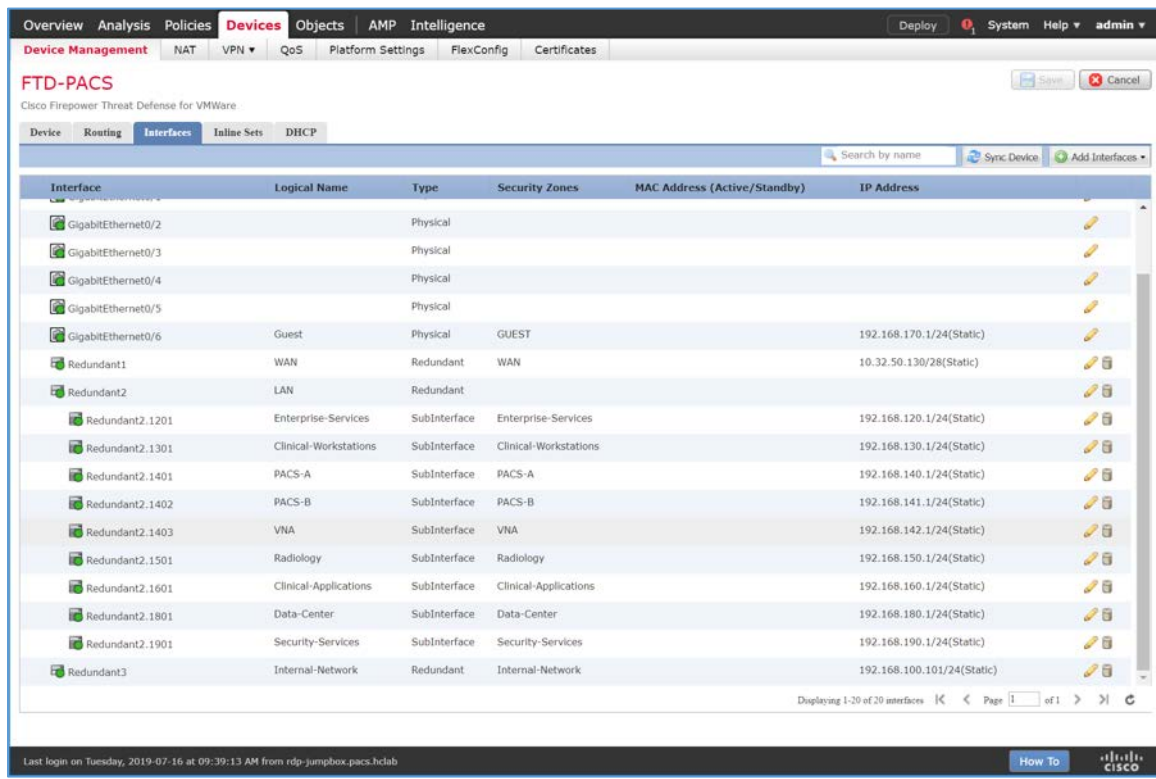 Overview Analysis Policies Devices Objects AMP Intelligence Deploy 1 System Help ▾ admin ▾
Device Management NAT VPN ▾ QoS Platform Settings FlexConfig Certificates
FTD-PACS Save Cancel
Cisco Firepower Threat Defense for VMWare
Device Routing Interfaces Inline Sets DHCP
Search by name Sync Device Add Interfaces ▾
Interface Logical Name Type Security Zones MAC Address (Active/Standby) IP Address
GigabitEthernet0/2 Physical
GigabitEthernet0/3 Physical
GigabitEthernet0/4 Physical
GigabitEthernet0/5 Physical
GigabitEthernet0/6 Guest Physical GUEST 192.168.170.1/24(Static)
Redundant1 WAN Redundant WAN 10.32.50.130/28(Static)
Redundant2 LAN Redundant
Redundant2.1201 Enterprise-Services SubInterface Enterprise-Services 192.168.120.1/24(Static)
Redundant2.1301 Clinical-Workstations SubInterface Clinical-Workstations 192.168.130.1/24(Static)
Redundant2.1401 PACS-A SubInterface PACS-A 192.168.140.1/24(Static)
Redundant2.1402 PACS-B SubInterface PACS-B 192.168.141.1/24(Static)
Redundant2.1403 VNA SubInterface VNA 192.168.142.1/24(Static)
Redundant2.1501 Radiology SubInterface Radiology 192.168.150.1/24(Static)
Redundant2.1601 Clinical-Applications SubInterface Clinical-Applications 192.168.160.1/24(Static)
Redundant2.1801 Data-Center SubInterface Data-Center 192.168.180.1/24(Static)
Redundant2.1901 Security-Services SubInterface Security-Services 192.168.190.1/24(Static)
Redundant3 Internal-Network Redundant Internal-Network 192.168.100.101/24(Static)
Displaying 1-20 of 20 interfaces Page 1 of 1
Last login on Tuesday, 2019-07-16 at 09:39:13 AM from rdp-jumpbox.pacs.hclab How To
CISCO